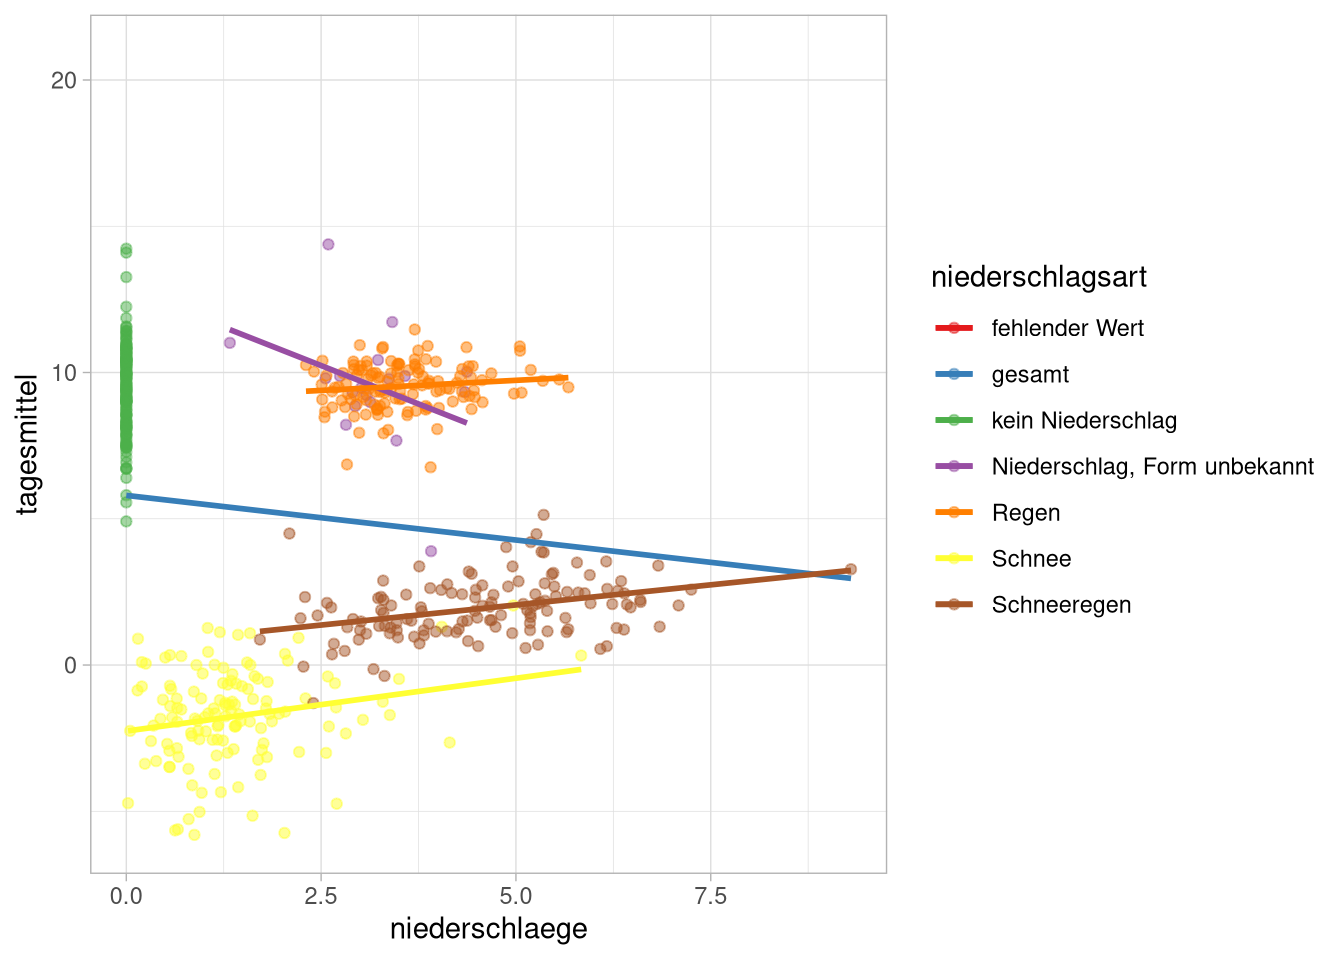 20
10
0
tagesmittel
0.0 2.5 5.0 7.5
niederschlaege
niederschlagsart
fehlender Wert
gesamt
kein Niederschlag
Niederschlag, Form unbekannt
Regen
Schnee
Schneeregen